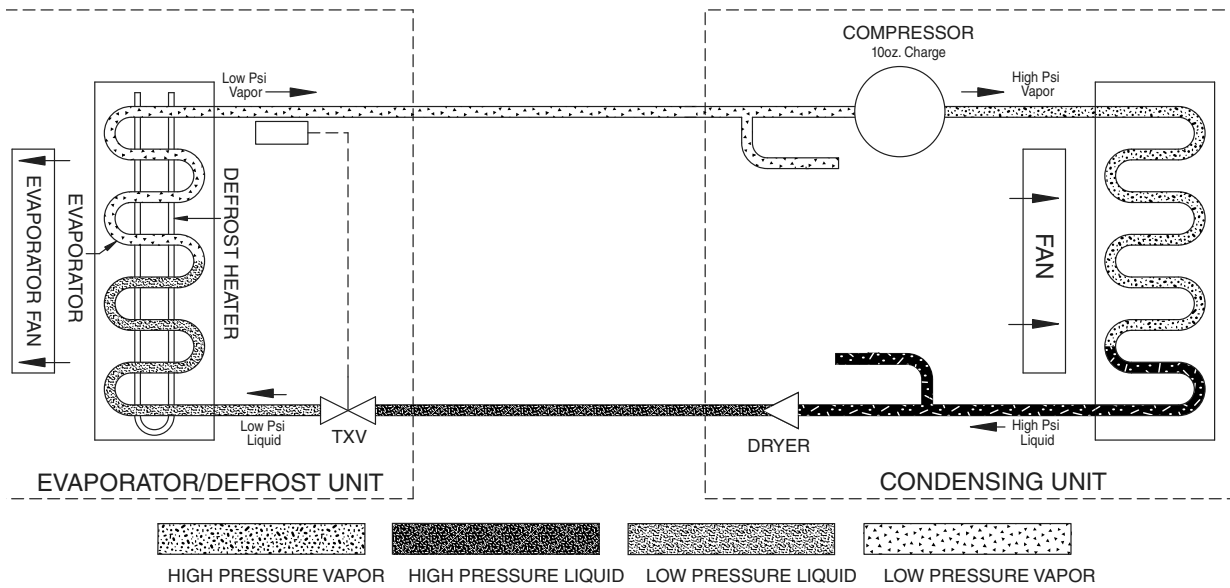 COMPRESSOR
10oz. Charge
Low Psi
Vapor
High Psi
Vapor
EVAPORATOR FAN
EVAPORATOR
DEFROST HEATER
FAN
Low Psi
Liquid
TXV
DRYER
High Psi
Liquid
EVAPORATOR/DEFROST UNIT
CONDENSING UNIT
HIGH PRESSURE VAPOR
HIGH PRESSURE LIQUID
LOW PRESSURE LIQUID
LOW PRESSURE VAPOR